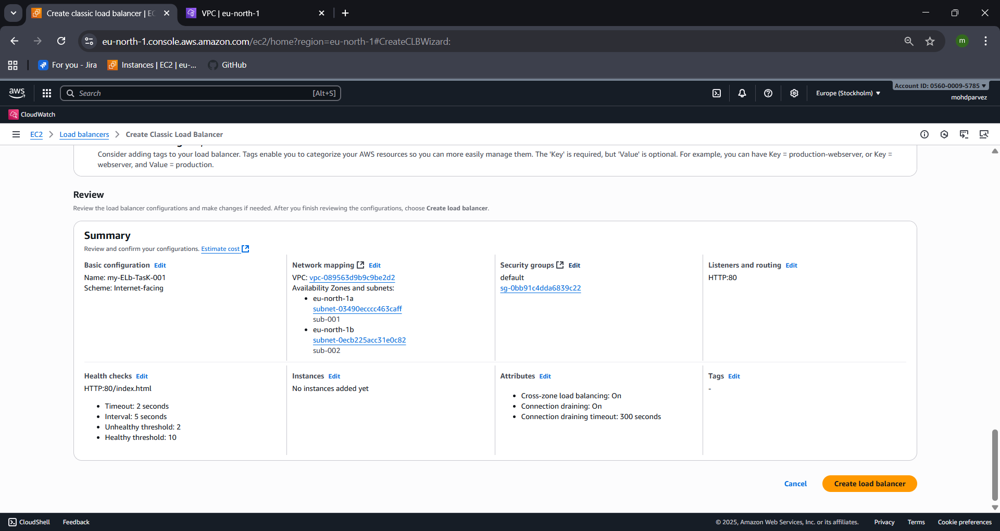 Create classic load balancer | EC
VPC | eu-north-1
eu-north-1.console.aws.amazon.com/ec2/home?region=eu-north-1#CreateCLBWizard:
m
For you - Jira
Instances | EC2 | eu-...
GitHub
aws
Search
[Alt+S]
Europe (Stockholm)
Account ID: 0560-0009-5785
mohdparvez
CloudWatch
EC2
Load balancers
Create Classic Load Balancer
Consider adding tags to your load balancer. Tags enable you to categorize your AWS resources so you can more easily manage them. The 'Key' is required, but 'Value' is optional. For example, you can have Key = production-webserver, or Key =
webserver, and Value = production.
Review
Review the load balancer configurations and make changes if needed. After you finish reviewing the configurations, choose Create load balancer.
Summary
Review and confirm your configurations. Estimate cost
Basic configuration Edit
Name: my-ELb-TasK-001
Scheme: Internet-facing
Network mapping Edit
VPC: vpc-089563d9b9c9be2d2
Availability Zones and subnets:
• eu-north-1a
subnet-03490ecccc463caff
sub-001
• eu-north-1b
subnet-0ecb225acc31e0c82
sub-002
Security groups Edit
default
sg-0bb91c4dda6839c22
Listeners and routing Edit
HTTP:80
Health checks Edit
HTTP:80/index.html
• Timeout: 2 seconds
• Interval: 5 seconds
• Unhealthy threshold: 2
• Healthy threshold: 10
Instances Edit
No instances added yet
Attributes Edit
• Cross-zone load balancing: On
• Connection draining: On
• Connection draining timeout: 300 seconds
Tags Edit
-
Cancel
Create load balancer
CloudShell
Feedback
© 2025, Amazon Web Services, Inc. or its affiliates.
Privacy
Terms
Cookie preferences